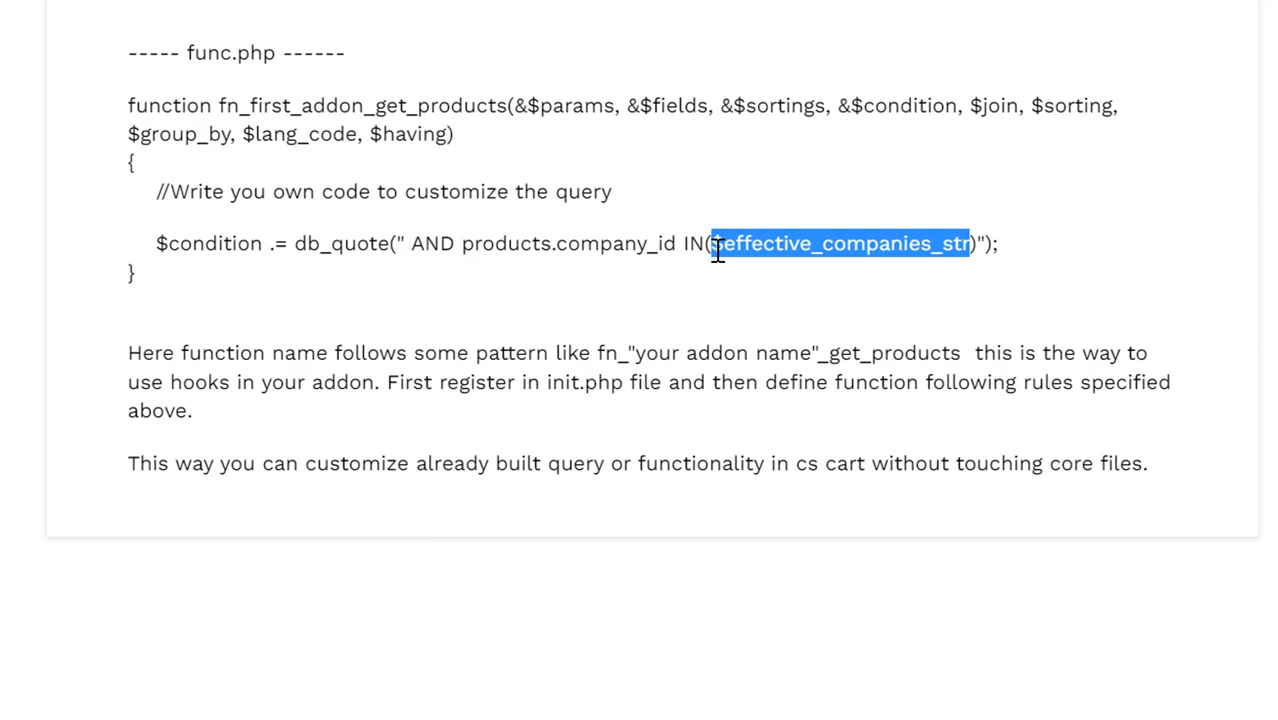 ----- func.php ------
function fn_first_addon_get_products(&$params, &$fields, &$sortings, &$condition, $join, $sorting,
$group_by, $lang_code, $having)
{
//Write you own code to customize the query
$condition .= db_quote(" AND products.company_id IN($effective_companies_str)");
}
Here function name follows some pattern like fn_"your addon name"_get_products  this is the way to
use hooks in your addon. First register in init.php file and then define function following rules specified
above.
This way you can customize already built query or functionality in cs cart without touching core files.